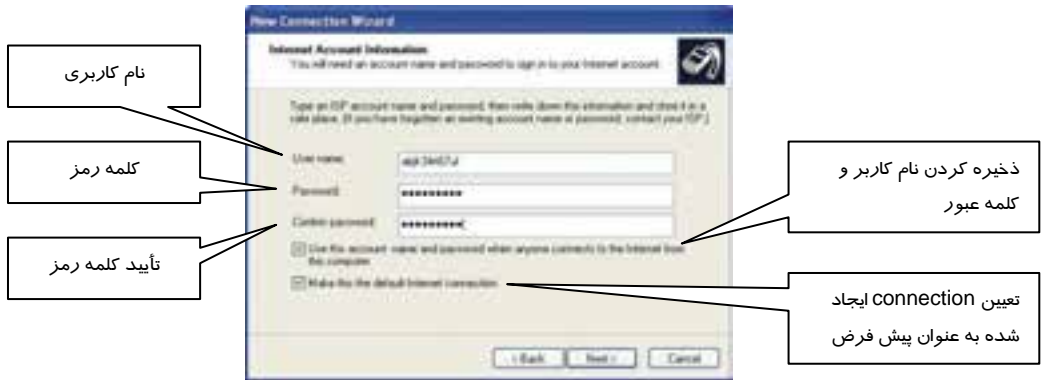 New Connection Wizard
Internet Account Information
You will need an account name and password to sign in to your Internet account.
Type an ISP account name and password, then write down this information and store it in a
safe place. (If you have forgotten an existing account name or password, contact your ISP.)
نام کاربری
User name:
کلمه رمز
Password:
ذخیره کردن نام کاربر و
کلمه عبور
Confirm password:
تأیید کلمه رمز
Use this account name and password when anyone connects to the Internet from
this computer
Make this the default Internet connection
تعیین connection ایجاد
شده به عنوان پیش فرض
< Back
Next >
Cancel